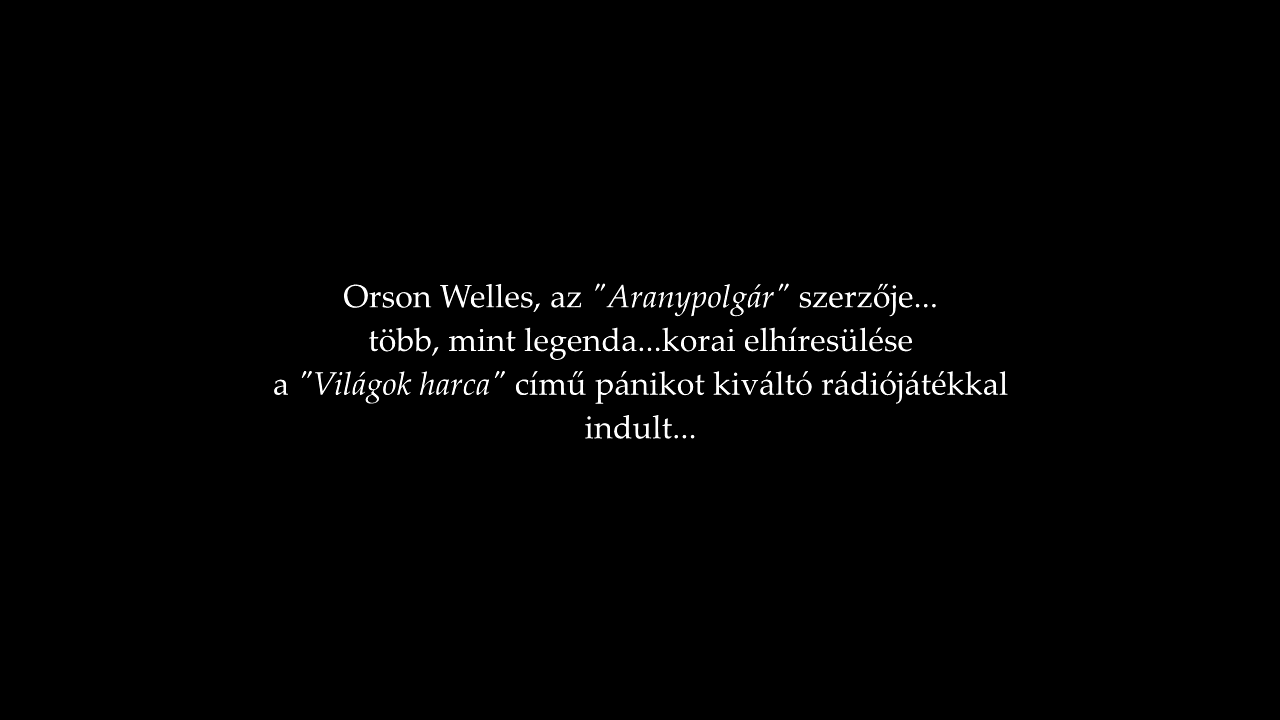 Orson Welles, az "Aranypolgár" szerzője...
több, mint legenda...korai elhíresülése
a "Világok harca" című pánikot kiváltó rádiójátékkal
indult...